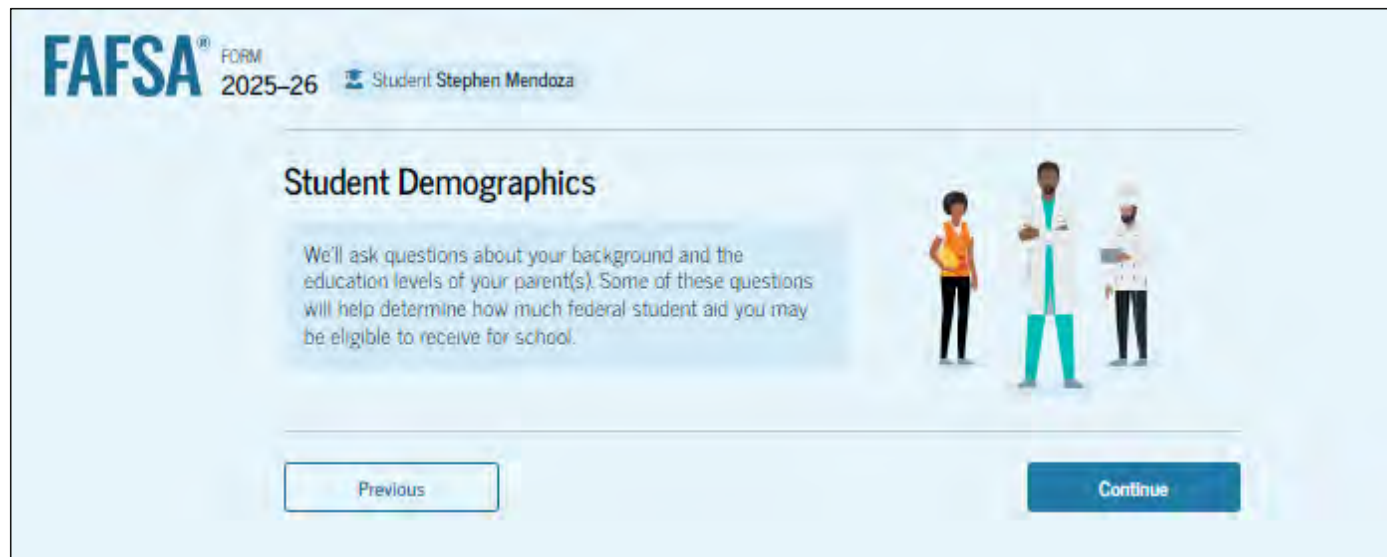 FAFSA® FORM
2025–26 Student Stephen Mendoza
Student Demographics
We'll ask questions about your background and the
education levels of your parent(s). Some of these questions
will help determine how much federal student aid you may
be eligible to receive for school.
Previous Continue